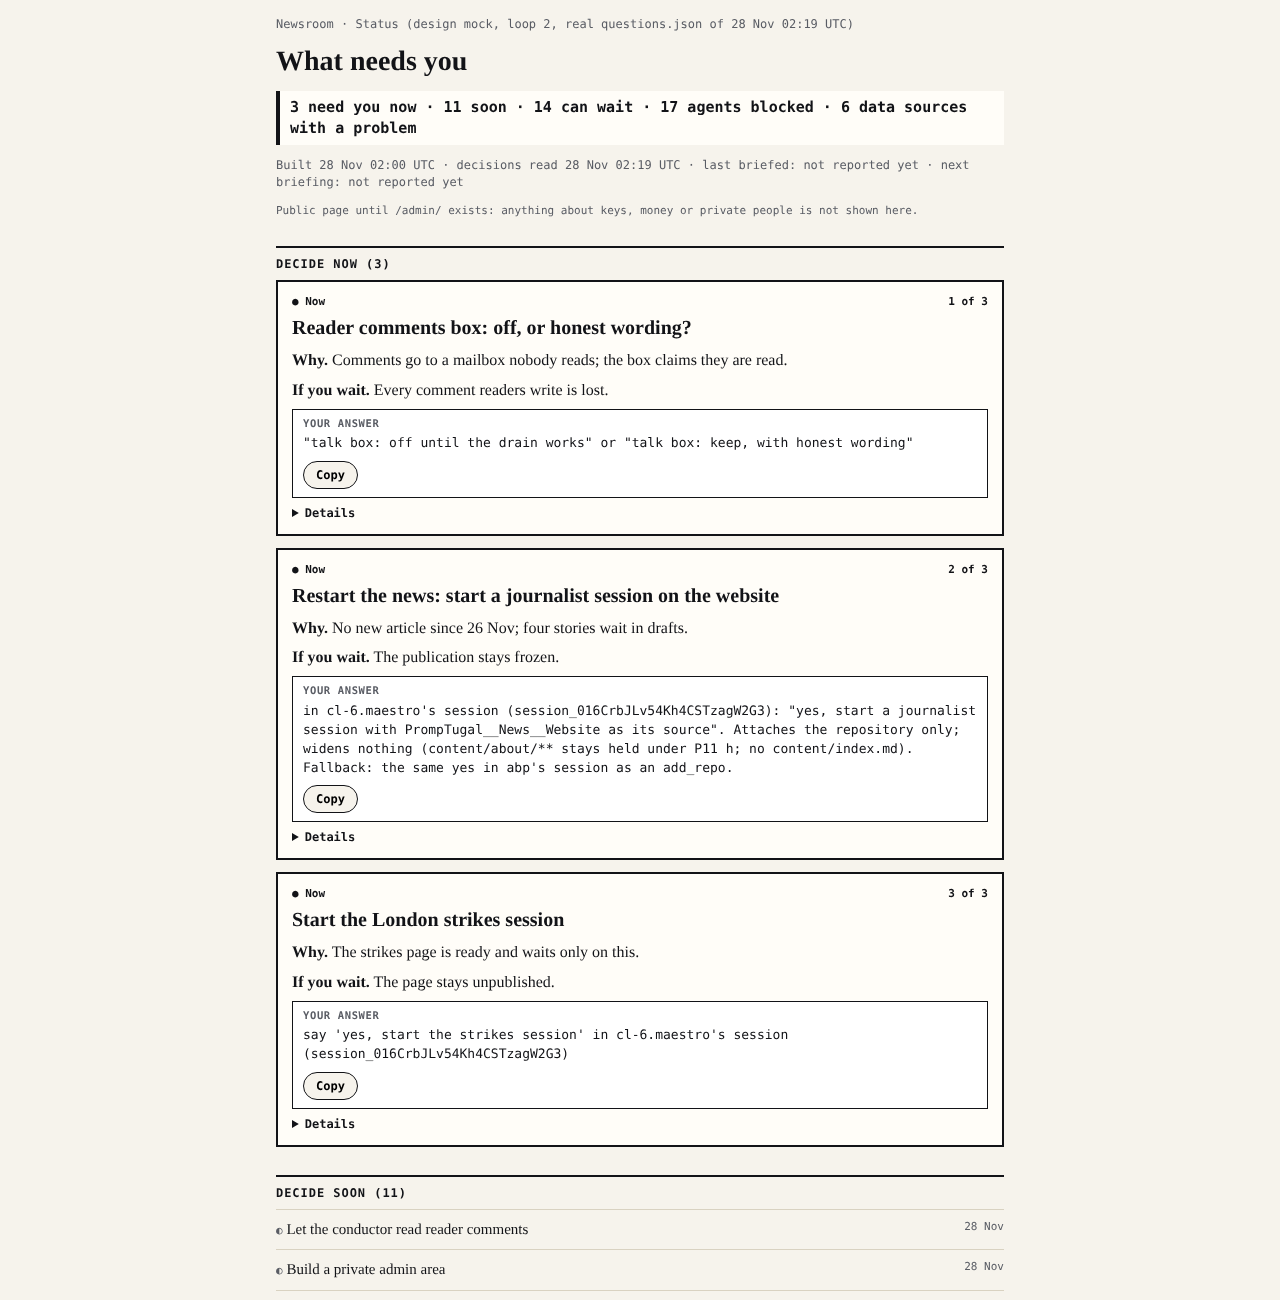 Newsroom · Status (design mock, loop 2, real questions.json of 28 Nov 02:19 UTC)
What needs you
3 need you now · 11 soon · 14 can wait · 17 agents blocked · 6 data sources
with a problem
Built 28 Nov 02:00 UTC · decisions read 28 Nov 02:19 UTC · last briefed: not reported yet · next
briefing: not reported yet
Public page until /admin/ exists: anything about keys, money or private people is not shown here.
DECIDE NOW (3)
● Now 1 of 3
Reader comments box: off, or honest wording?
Why. Comments go to a mailbox nobody reads; the box claims they are read.
If you wait. Every comment readers write is lost.
YOUR ANSWER
"talk box: off until the drain works" or "talk box: keep, with honest wording"
Copy
▶ Details
● Now 2 of 3
Restart the news: start a journalist session on the website
Why. No new article since 26 Nov; four stories wait in drafts.
If you wait. The publication stays frozen.
YOUR ANSWER
in cl-6.maestro's session (session_016CrbJLv54Kh4CSTzagW2G3): "yes, start a journalist
session with PrompTugal__News__Website as its source". Attaches the repository only;
widens nothing (content/about/** stays held under P11 h; no content/index.md).
Fallback: the same yes in abp's session as an add_repo.
Copy
▶ Details
● Now 3 of 3
Start the London strikes session
Why. The strikes page is ready and waits only on this.
If you wait. The page stays unpublished.
YOUR ANSWER
say 'yes, start the strikes session' in cl-6.maestro's session
(session_016CrbJLv54Kh4CSTzagW2G3)
Copy
▶ Details
DECIDE SOON (11)
◐ Let the conductor read reader comments 28 Nov
◐ Build a private admin area 28 Nov